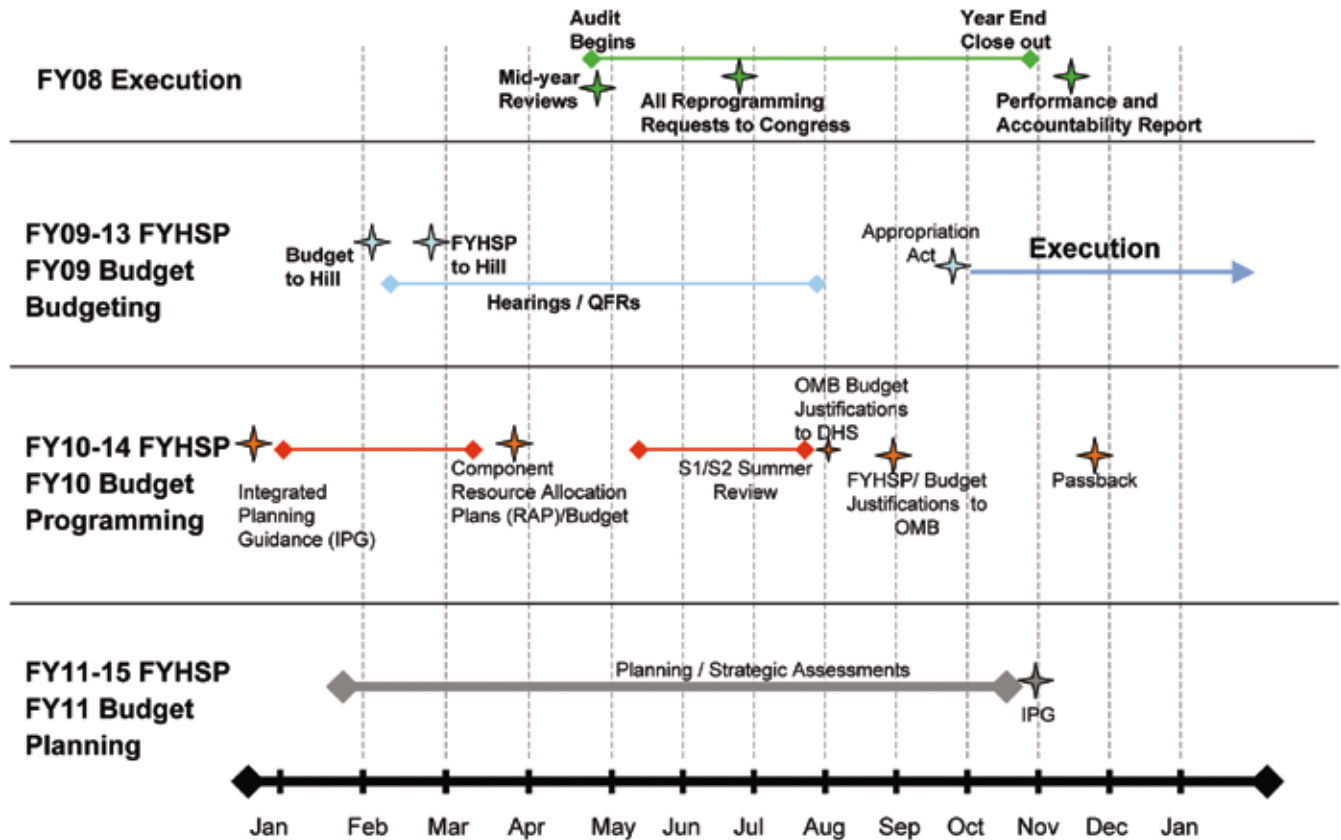 Audit
Begins
Year End
Close out
FY08 Execution
Mid-year
Reviews
All Reprogramming
Requests to Congress
Performance and
Accountability Report
FY09-13 FYHSP
FY09 Budget
Budgeting
Budget
to Hill
FYHSP
to Hill
Hearings / QFRs
Appropriation
Act
Execution
FY10-14 FYHSP
FY10 Budget
Programming
Integrated
Planning
Guidance (IPG)
Component
Resource Allocation
Plans (RAP)/Budget
S1/S2 Summer
Review
OMB Budget
Justifications
to DHS
FYHSP/ Budget
Justifications to
OMB
Passback
FY11-15 FYHSP
FY11 Budget
Planning
Planning / Strategic Assessments
IPG
Jan Feb Mar Apr May Jun Jul Aug Sep Oct Nov Dec Jan